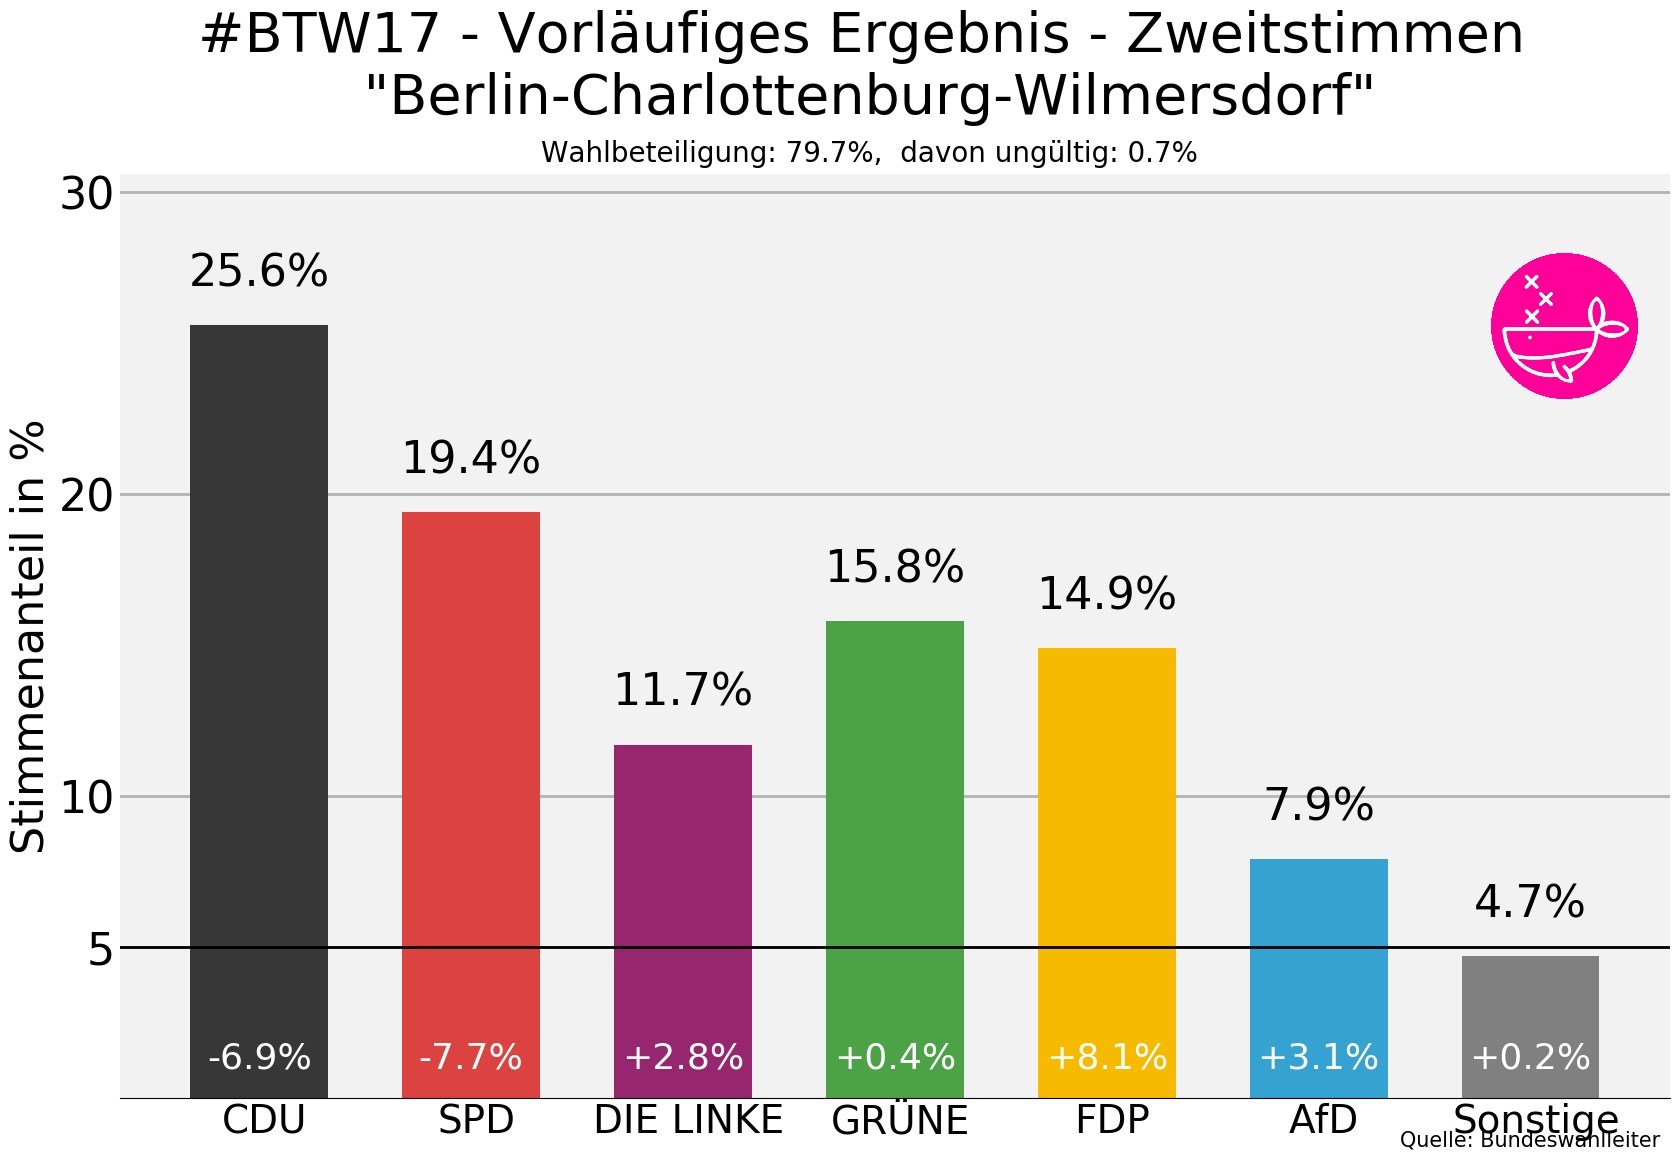 #BTW17 - Vorläufiges Ergebnis - Zweitstimmen
"Berlin-Charlottenburg-Wilmersdorf"
Wahlbeteiligung: 79.7%,  davon ungültig: 0.7%
Stimmenanteil in %
30
20
10
5
25.6%
19.4%
11.7%
15.8%
14.9%
7.9%
4.7%
-6.9%
-7.7%
+2.8%
+0.4%
+8.1%
+3.1%
+0.2%
CDU
SPD
DIE LINKE
GRÜNE
FDP
AfD
Sonstige
Quelle: Bundeswahlleiter